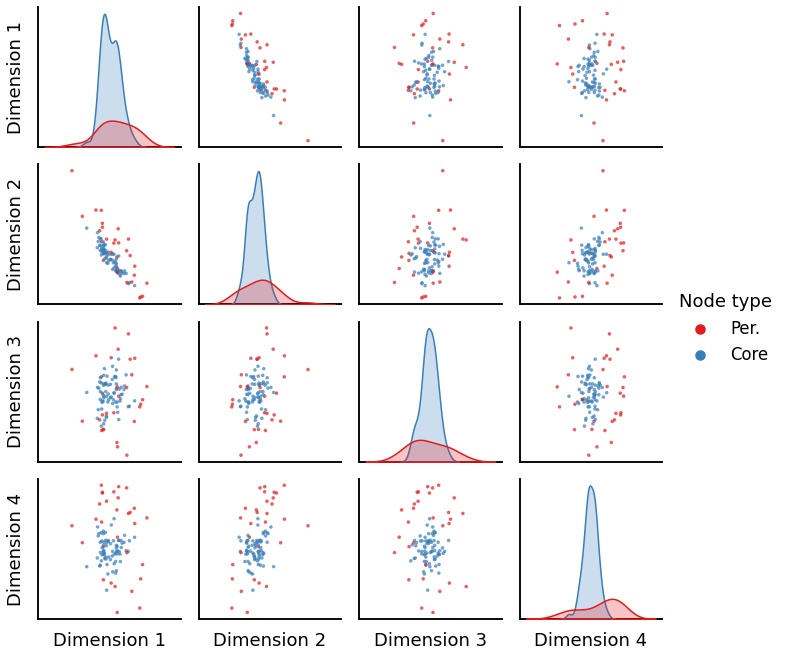 Dimension 1
Dimension 2
Dimension 3
Dimension 4
Node type
Per.
Core
Dimension 1
Dimension 2
Dimension 3
Dimension 4